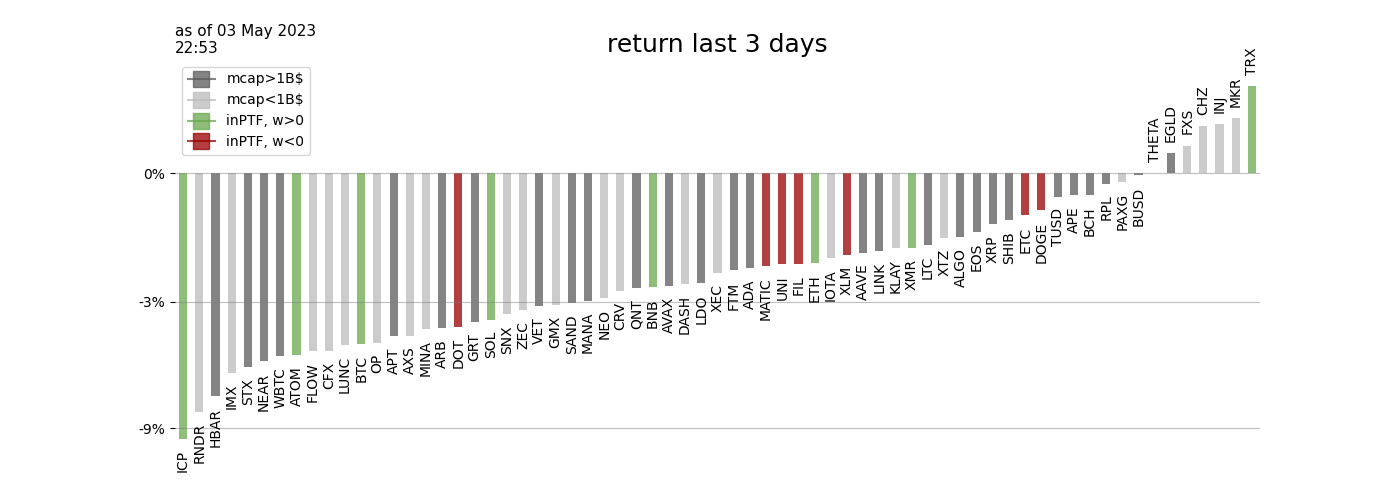 as of 03 May 2023
22:53
return last 3 days
mcap>1B$
mcap<1B$
inPTF, w>0
inPTF, w<0
0%
-3%
-9%
ICP
RNDR
HBAR
IMX
STX
NEAR
WBTC
ATOM
FLOW
CFX
LUNC
BTC
OP
APT
AXS
MINA
ARB
DOT
GRT
SOL
SNX
ZEC
VET
GMX
SAND
MANA
NEO
CRV
QNT
BNB
AVAX
DASH
LDO
XEC
FTM
ADA
MATIC
UNI
FIL
ETH
IOTA
XLM
AAVE
LINK
KLAY
XMR
LTC
XTZ
ALGO
EOS
XRP
SHIB
ETC
DOGE
TUSD
APE
BCH
RPL
PAXG
BUSD
THETA
EGLD
FXS
CHZ
INJ
MKR
TRX